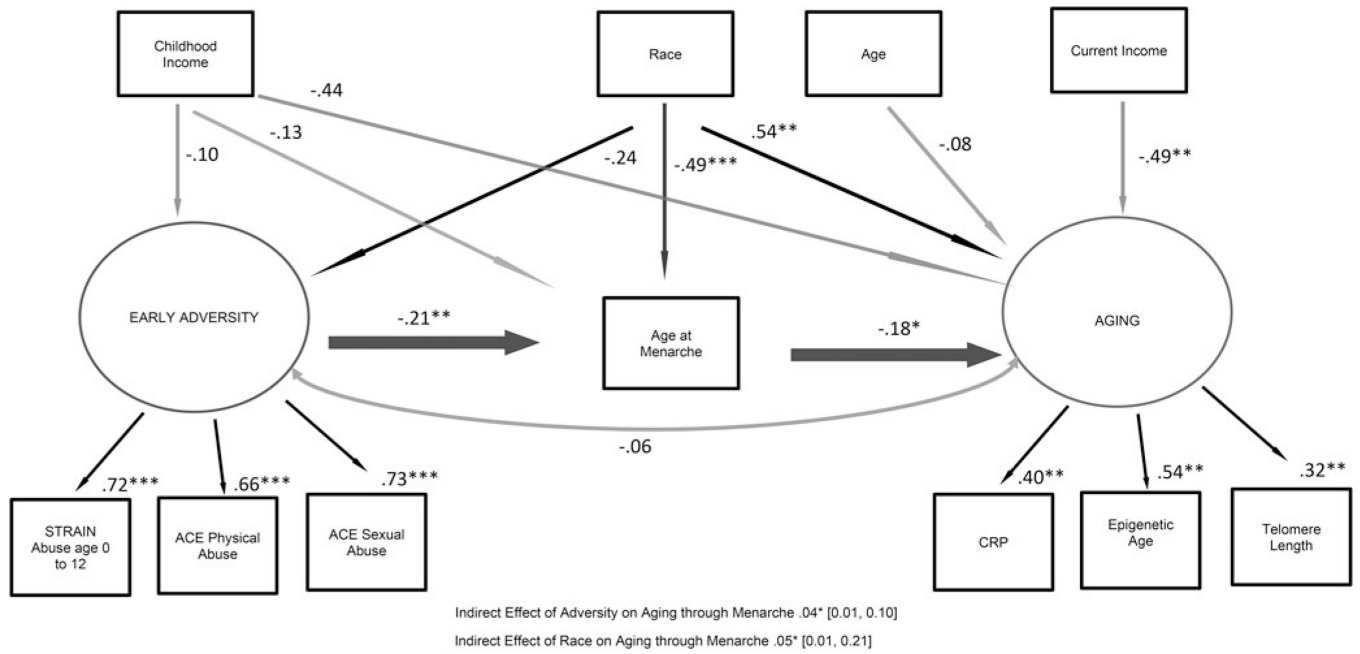 Childhood
Income
Race
Age
Current Income
-.44
-.13
-.10
-.24
-.49***
.54**
-.08
-.49**
EARLY ADVERSITY
-.21**
Age at
Menarche
-.18*
AGING
-.06
.72***
.66***
.73***
.40**
.54**
.32**
STRAIN
Abuse age 0
to 12
ACE Physical
Abuse
ACE Sexual
Abuse
CRP
Epigenetic
Age
Telomere
Length
Indirect Effect of Adversity on Aging through Menarche .04* [0.01, 0.10]
Indirect Effect of Race on Aging through Menarche .05* [0.01, 0.21]